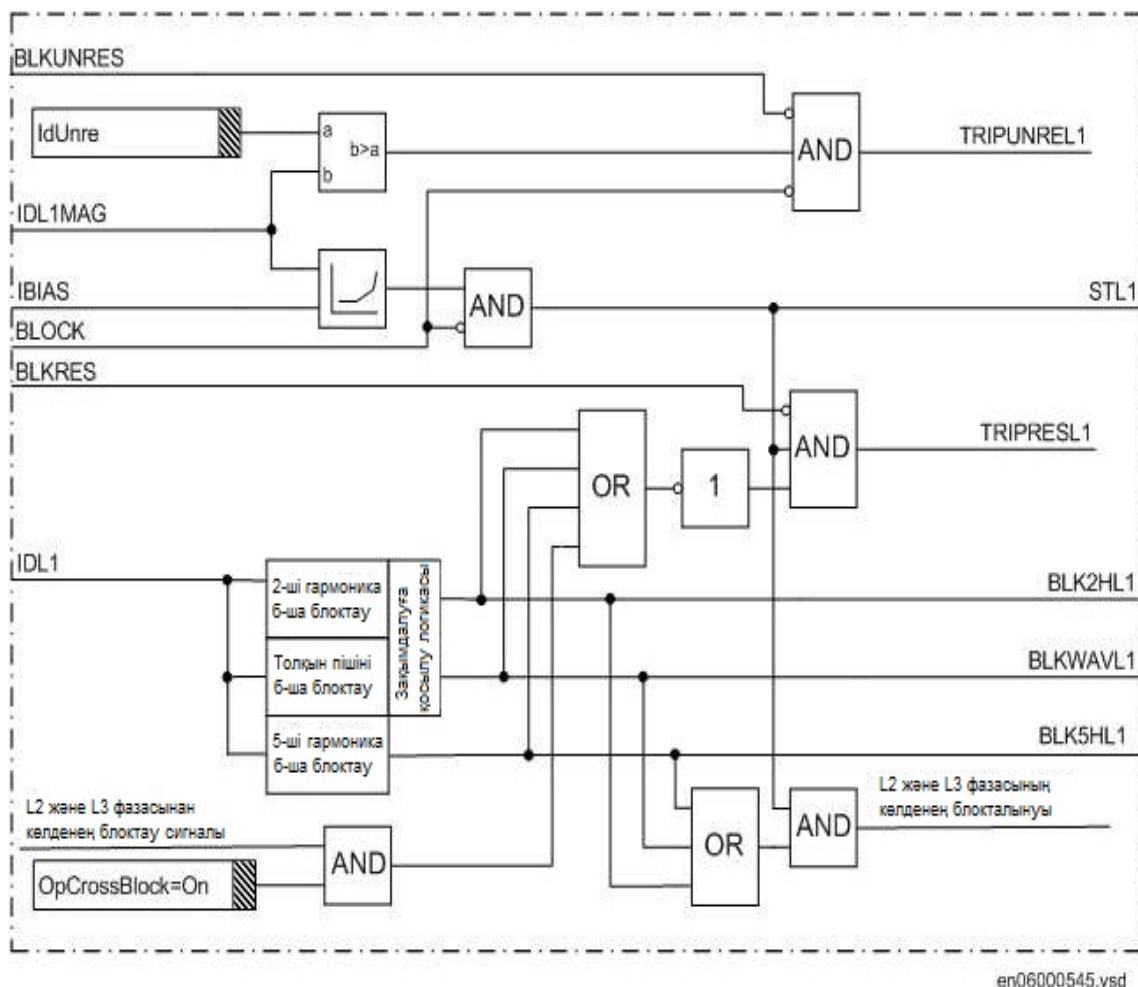 BLKUNRES
IdUnre
a
b>a
b
AND
TRIPUNREL1
IDL1MAG
IBIAS
AND
STL1
BLOCK
BLKRES
OR
1
AND
TRIPRESL1
IDL1
2-ші гармоника
б-ша блоктау
Толқын пішіні
б-ша блоктау
5-ші гармоника
б-ша блоктау
Зақымдалуға
қосылу логикасы
BLK2HL1
BLKWAVL1
BLK5HL1
L2 және L3 фазасынан
көлденең блоктау сигналы
AND
OpCrossBlock=On
OR
AND
L2 және L3 фазасының
көлденең блокталынуы
en06000545.vsd